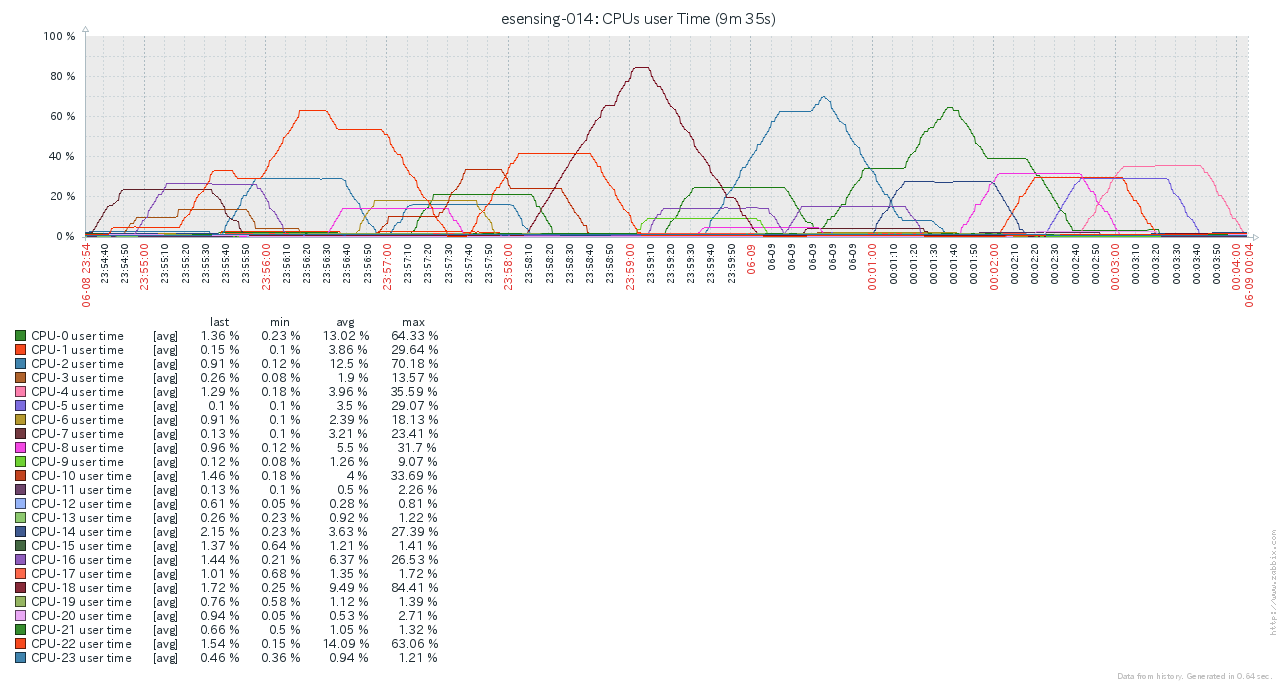 esensing-014: CPUs user Time (9m 35s)
100 %
80 %
60 %
40 %
20 %
0 %
06-08 23:54
23:54:40
23:54:50
23:55:00
23:55:10
23:55:20
23:55:30
23:55:40
23:55:50
23:56:00
23:56:10
23:56:20
23:56:30
23:56:40
23:56:50
23:57:00
23:57:10
23:57:20
23:57:30
23:57:40
23:57:50
23:58:00
23:58:10
23:58:20
23:58:30
23:58:40
23:58:50
23:59:00
23:59:10
23:59:20
23:59:30
23:59:40
23:59:50
06-09
06-09
06-09
06-09
06-09
06-09
00:01:00
00:01:10
00:01:20
00:01:30
00:01:40
00:01:50
00:02:00
00:02:10
00:02:20
00:02:30
00:02:40
00:02:50
00:03:00
00:03:10
00:03:20
00:03:30
00:03:40
00:03:50
00:04:00
06-09 00:04
last min avg max
CPU-0 user time [avg] 1.36 % 0.23 % 13.02 % 64.33 %
CPU-1 user time [avg] 0.15 % 0.1 % 3.86 % 29.64 %
CPU-2 user time [avg] 0.91 % 0.12 % 12.5 % 70.18 %
CPU-3 user time [avg] 0.26 % 0.08 % 1.9 % 13.57 %
CPU-4 user time [avg] 1.29 % 0.18 % 3.96 % 35.59 %
CPU-5 user time [avg] 0.1 % 0.1 % 3.5 % 29.07 %
CPU-6 user time [avg] 0.91 % 0.1 % 2.39 % 18.13 %
CPU-7 user time [avg] 0.13 % 0.1 % 3.21 % 23.41 %
CPU-8 user time [avg] 0.96 % 0.12 % 5.5 % 31.7 %
CPU-9 user time [avg] 0.12 % 0.08 % 1.26 % 9.07 %
CPU-10 user time [avg] 1.46 % 0.18 % 4 % 33.69 %
CPU-11 user time [avg] 0.13 % 0.1 % 0.5 % 2.26 %
CPU-12 user time [avg] 0.61 % 0.05 % 0.28 % 0.81 %
CPU-13 user time [avg] 0.26 % 0.23 % 0.92 % 1.22 %
CPU-14 user time [avg] 2.15 % 0.23 % 3.63 % 27.39 %
CPU-15 user time [avg] 1.37 % 0.64 % 1.21 % 1.41 %
CPU-16 user time [avg] 1.44 % 0.21 % 6.37 % 26.53 %
CPU-17 user time [avg] 1.01 % 0.68 % 1.35 % 1.72 %
CPU-18 user time [avg] 1.72 % 0.25 % 9.49 % 84.41 %
CPU-19 user time [avg] 0.76 % 0.58 % 1.12 % 1.39 %
CPU-20 user time [avg] 0.94 % 0.05 % 0.53 % 2.71 %
CPU-21 user time [avg] 0.66 % 0.5 % 1.05 % 1.32 %
CPU-22 user time [avg] 1.54 % 0.15 % 14.09 % 63.06 %
CPU-23 user time [avg] 0.46 % 0.36 % 0.94 % 1.21 %
http://www.zabbix.com
Data from history. Generated in 0.64 sec.